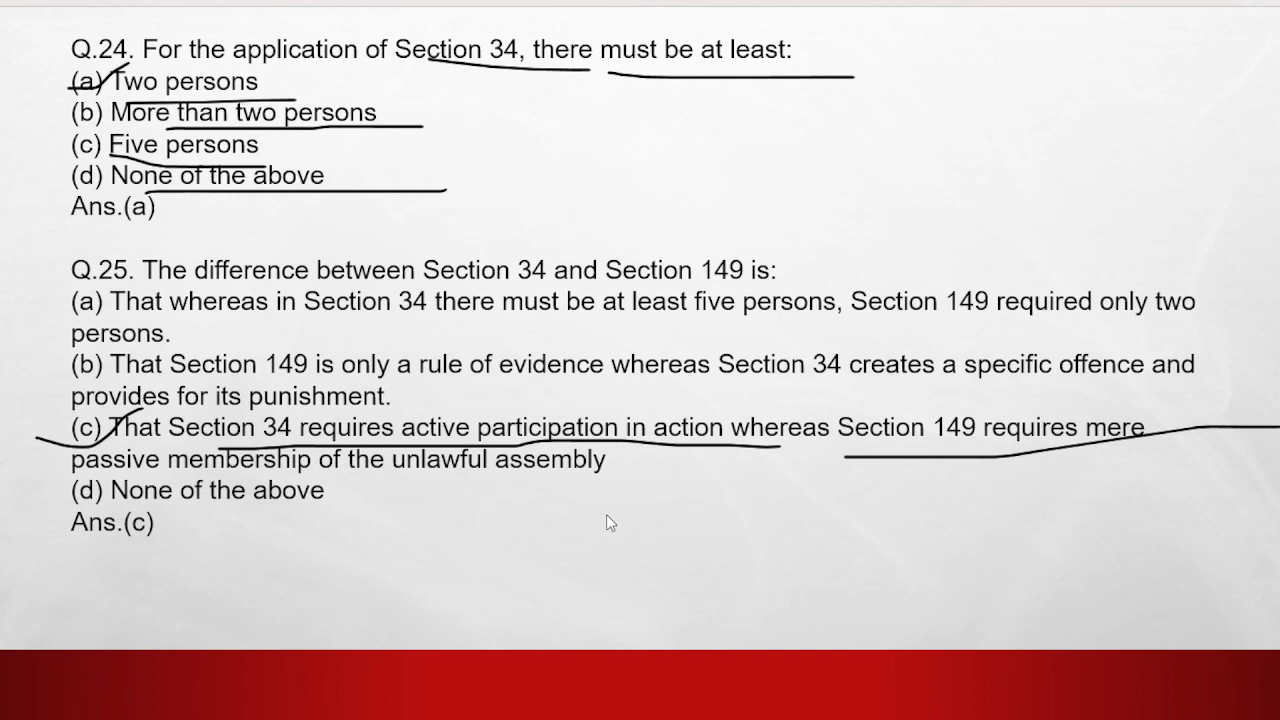 Q.24. For the application of Section 34, there must be at least:
(a) Two persons
(b) More than two persons
(c) Five persons
(d) None of the above
Ans.(a)
Q.25. The difference between Section 34 and Section 149 is:
(a) That whereas in Section 34 there must be at least five persons, Section 149 required only two
persons.
(b) That Section 149 is only a rule of evidence whereas Section 34 creates a specific offence and
provides for its punishment.
(c) That Section 34 requires active participation in action whereas Section 149 requires mere
passive membership of the unlawful assembly
(d) None of the above
Ans.(c)